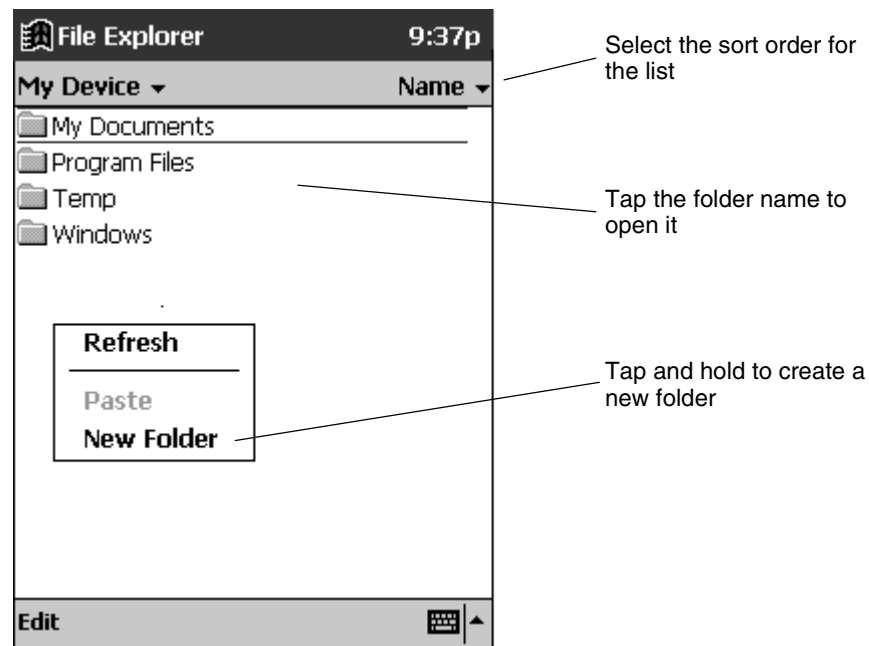 File Explorer 9:37p
My Device Name
My Documents
Program Files
Temp
Windows
Refresh
Paste
New Folder
Edit
Select the sort order for
the list
Tap the folder name to
open it
Tap and hold to create a
new folder